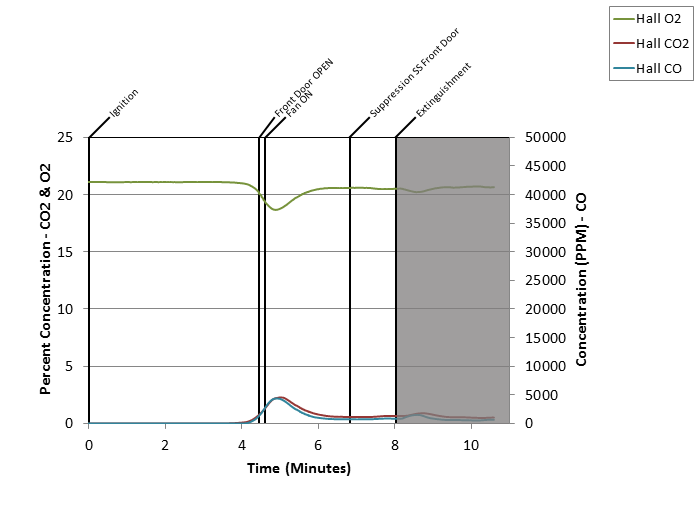 Hall O2
Hall CO2
Hall CO
Ignition
Front Door OPEN
Fan ON
Suppression SS Front Door
Extinguishment
25
20
15
10
5
0
50000
45000
40000
35000
30000
25000
20000
15000
10000
5000
0
Percent Concentration - CO2 & O2
Concentration (PPM) - CO
0 2 4 6 8 10
Time (Minutes)